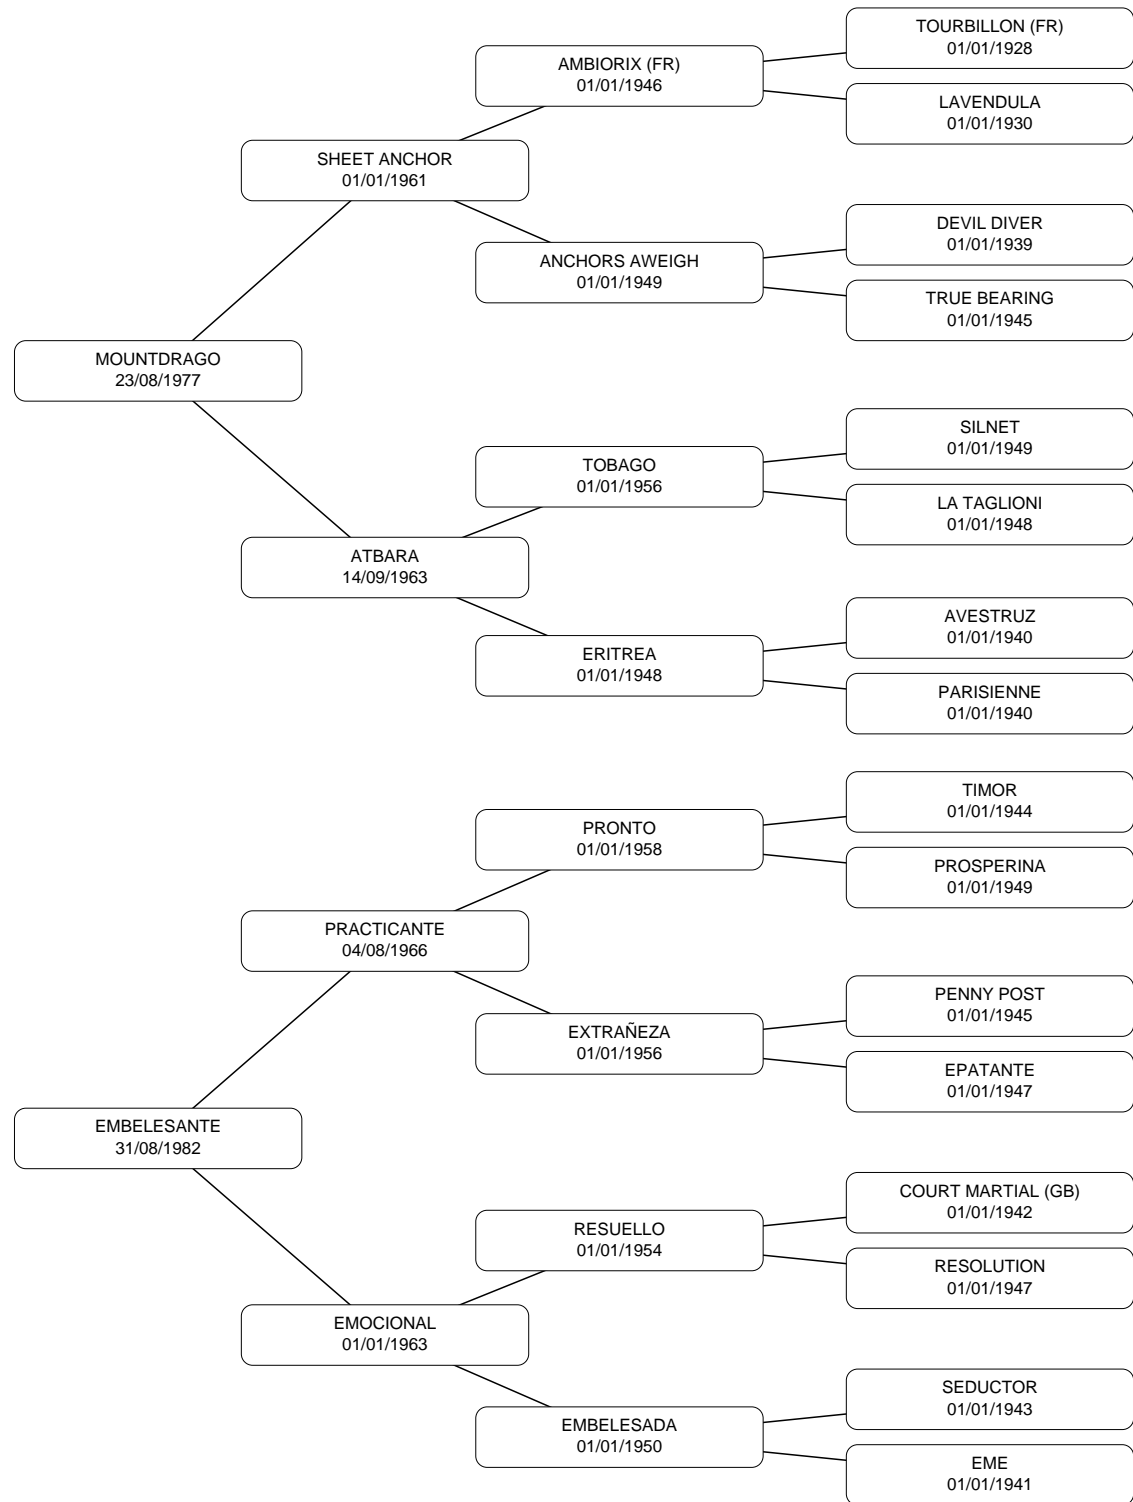 TOURBILLON (FR)
01/01/1928
AMBIORIX (FR)
01/01/1946
LAVENDULA
01/01/1930
SHEET ANCHOR
01/01/1961
DEVIL DIVER
01/01/1939
ANCHORS AWEIGH
01/01/1949
TRUE BEARING
01/01/1945
MOUNTDRAGO
23/08/1977
SILNET
01/01/1949
TOBAGO
01/01/1956
LA TAGLIONI
01/01/1948
ATBARA
14/09/1963
AVESTRUZ
01/01/1940
ERITREA
01/01/1948
PARISIENNE
01/01/1940
TIMOR
01/01/1944
PRONTO
01/01/1958
PROSPERINA
01/01/1949
PRACTICANTE
04/08/1966
PENNY POST
01/01/1945
EXTRAÑEZA
01/01/1956
EPATANTE
01/01/1947
EMBELESANTE
31/08/1982
COURT MARTIAL (GB)
01/01/1942
RESUELLO
01/01/1954
RESOLUTION
01/01/1947
EMOCIONAL
01/01/1963
SEDUCTOR
01/01/1943
EMBELESADA
01/01/1950
EME
01/01/1941